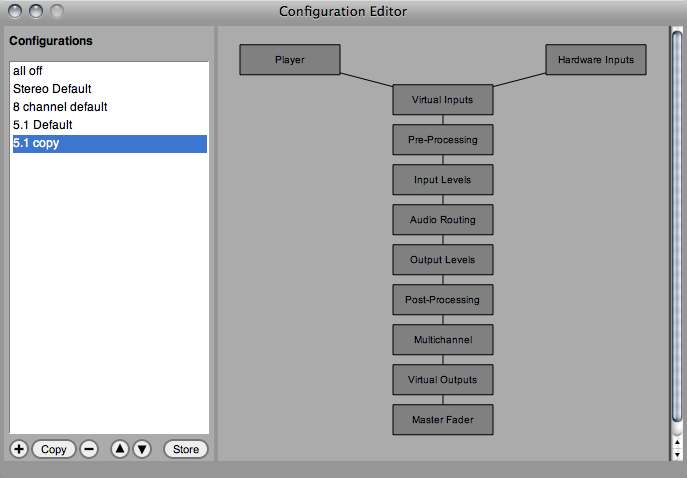 Configuration Editor
Configurations
all off
Stereo Default
8 channel default
5.1 Default
5.1 copy
Copy
Store
Player
Hardware Inputs
Virtual Inputs
Pre-Processing
Input Levels
Audio Routing
Output Levels
Post-Processing
Multichannel
Virtual Outputs
Master Fader